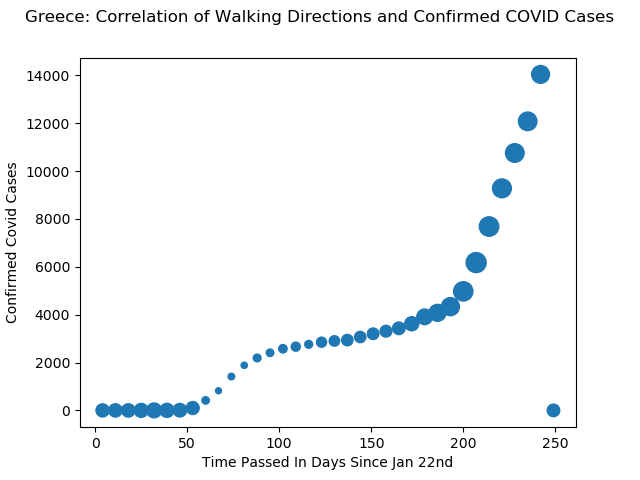 Greece: Correlation of Walking Directions and Confirmed COVID Cases
14000
12000
10000
8000
6000
4000
2000
0
Confirmed Covid Cases
0 50 100 150 200 250
Time Passed In Days Since Jan 22nd